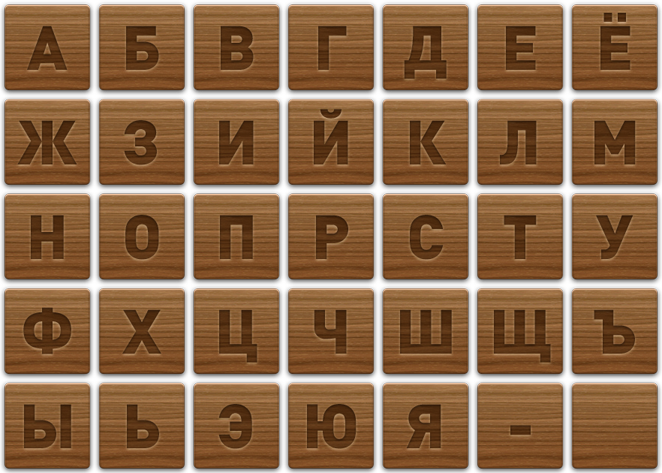 А Б В Г Д Е Ё
Ж З И Й К Л М
Н О П Р С Т У
Ф Х Ц Ч Ш Щ Ъ
Ы Ь Э Ю Я -